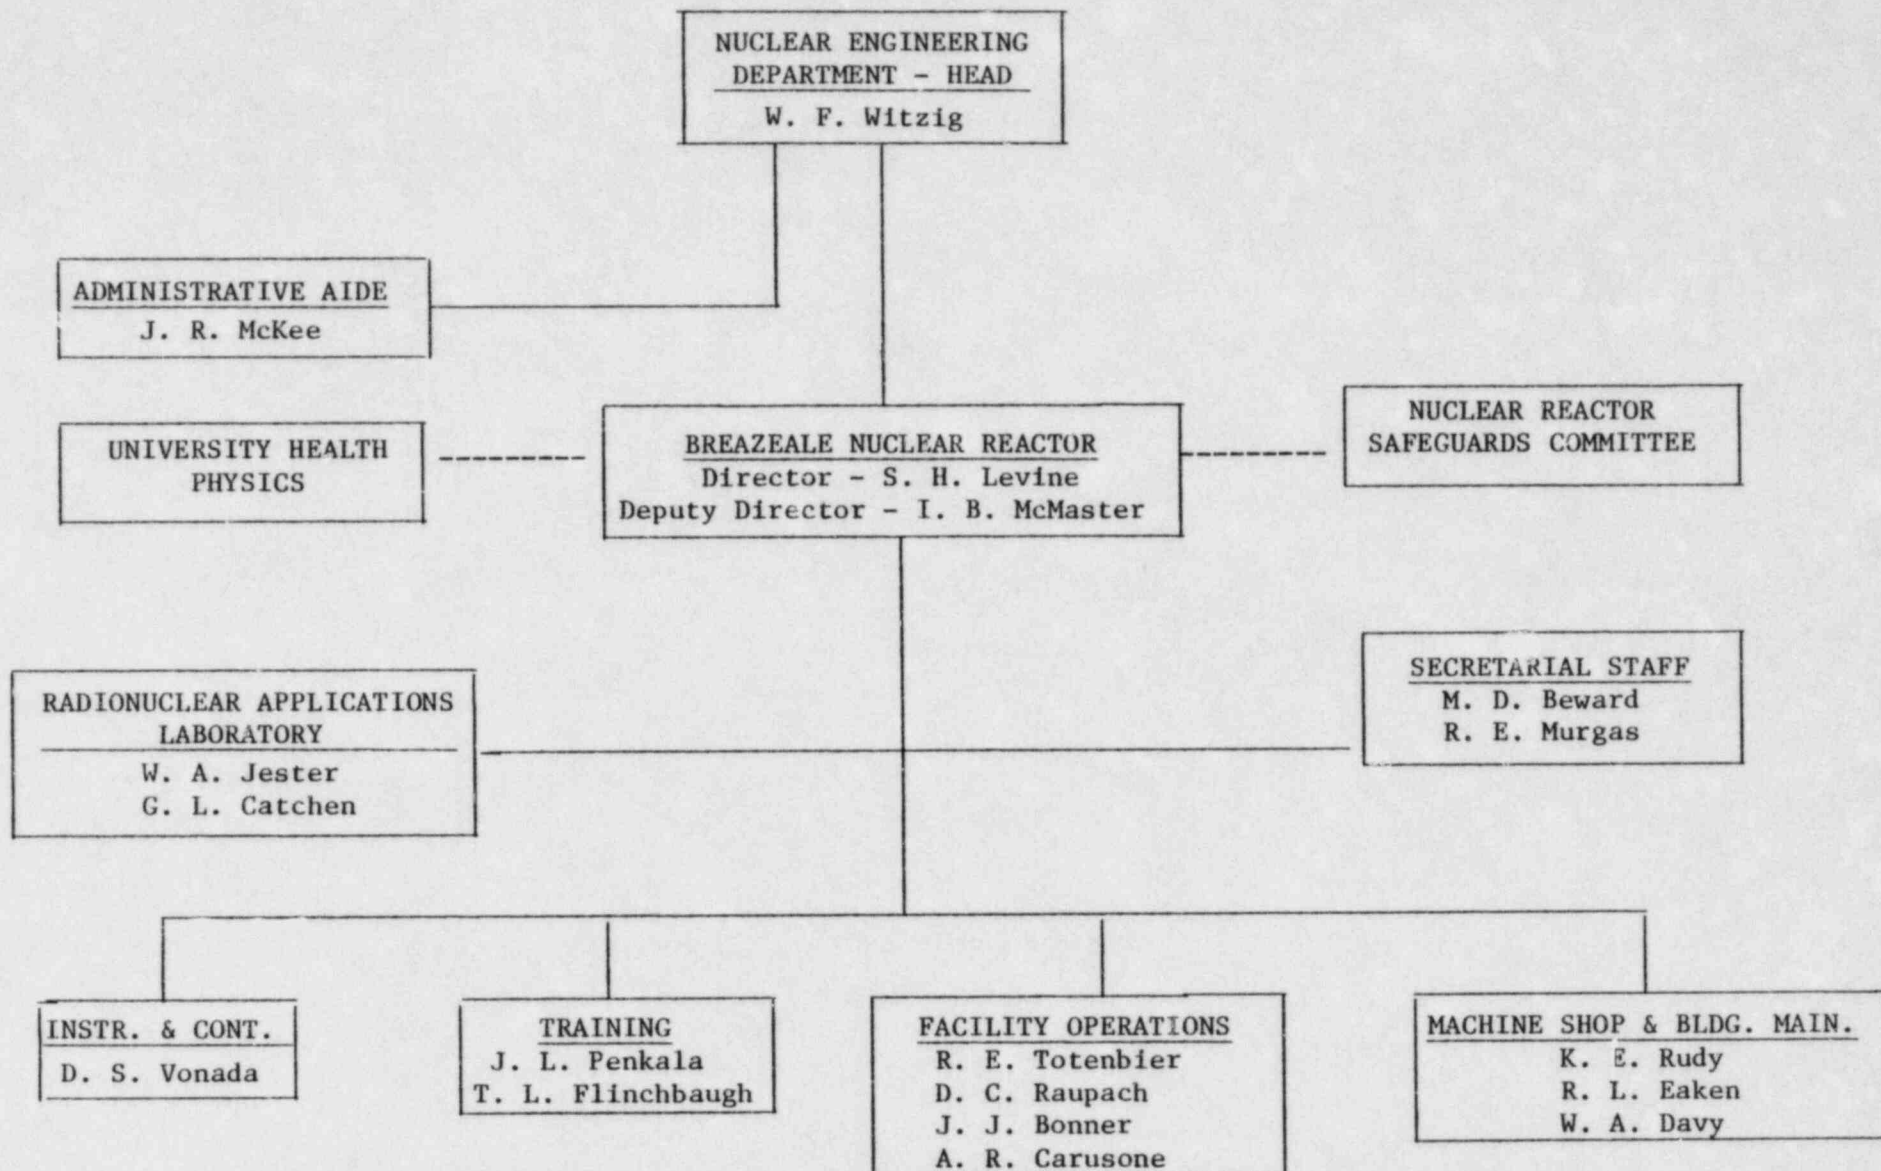 NUCLEAR ENGINEERING
DEPARTMENT - HEAD
W. F. Witzig
ADMINISTRATIVE AIDE
J. R. McKee
UNIVERSITY HEALTH
PHYSICS
BREAZEALE NUCLEAR REACTOR
Director - S. H. Levine
Deputy Director - I. B. McMaster
NUCLEAR REACTOR
SAFEGUARDS COMMITTEE
RADIONUCLEAR APPLICATIONS
LABORATORY
W. A. Jester
G. L. Catchen
SECRETARIAL STAFF
M. D. Beward
R. E. Murgas
INSTR. & CONT.
D. S. Vonada
TRAINING
J. L. Penkala
T. L. Flinchbaugh
FACILITY OPERATIONS
R. E. Totenbier
D. C. Raupach
J. J. Bonner
A. R. Carusone
MACHINE SHOP & BLDG. MAIN.
K. E. Rudy
R. L. Eaken
W. A. Davy